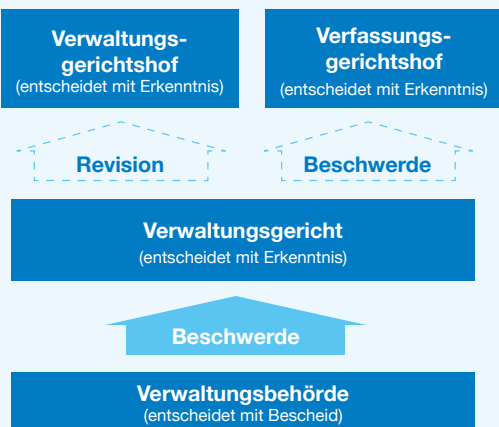 Verwaltungs-
gerichtshof
(entscheidet mit Erkenntnis)
Verfassungs-
gerichtshof
(entscheidet mit Erkenntnis)
Revision
Beschwerde
Verwaltungsgericht
(entscheidet mit Erkenntnis)
Beschwerde
Verwaltungsbehörde
(entscheidet mit Bescheid)